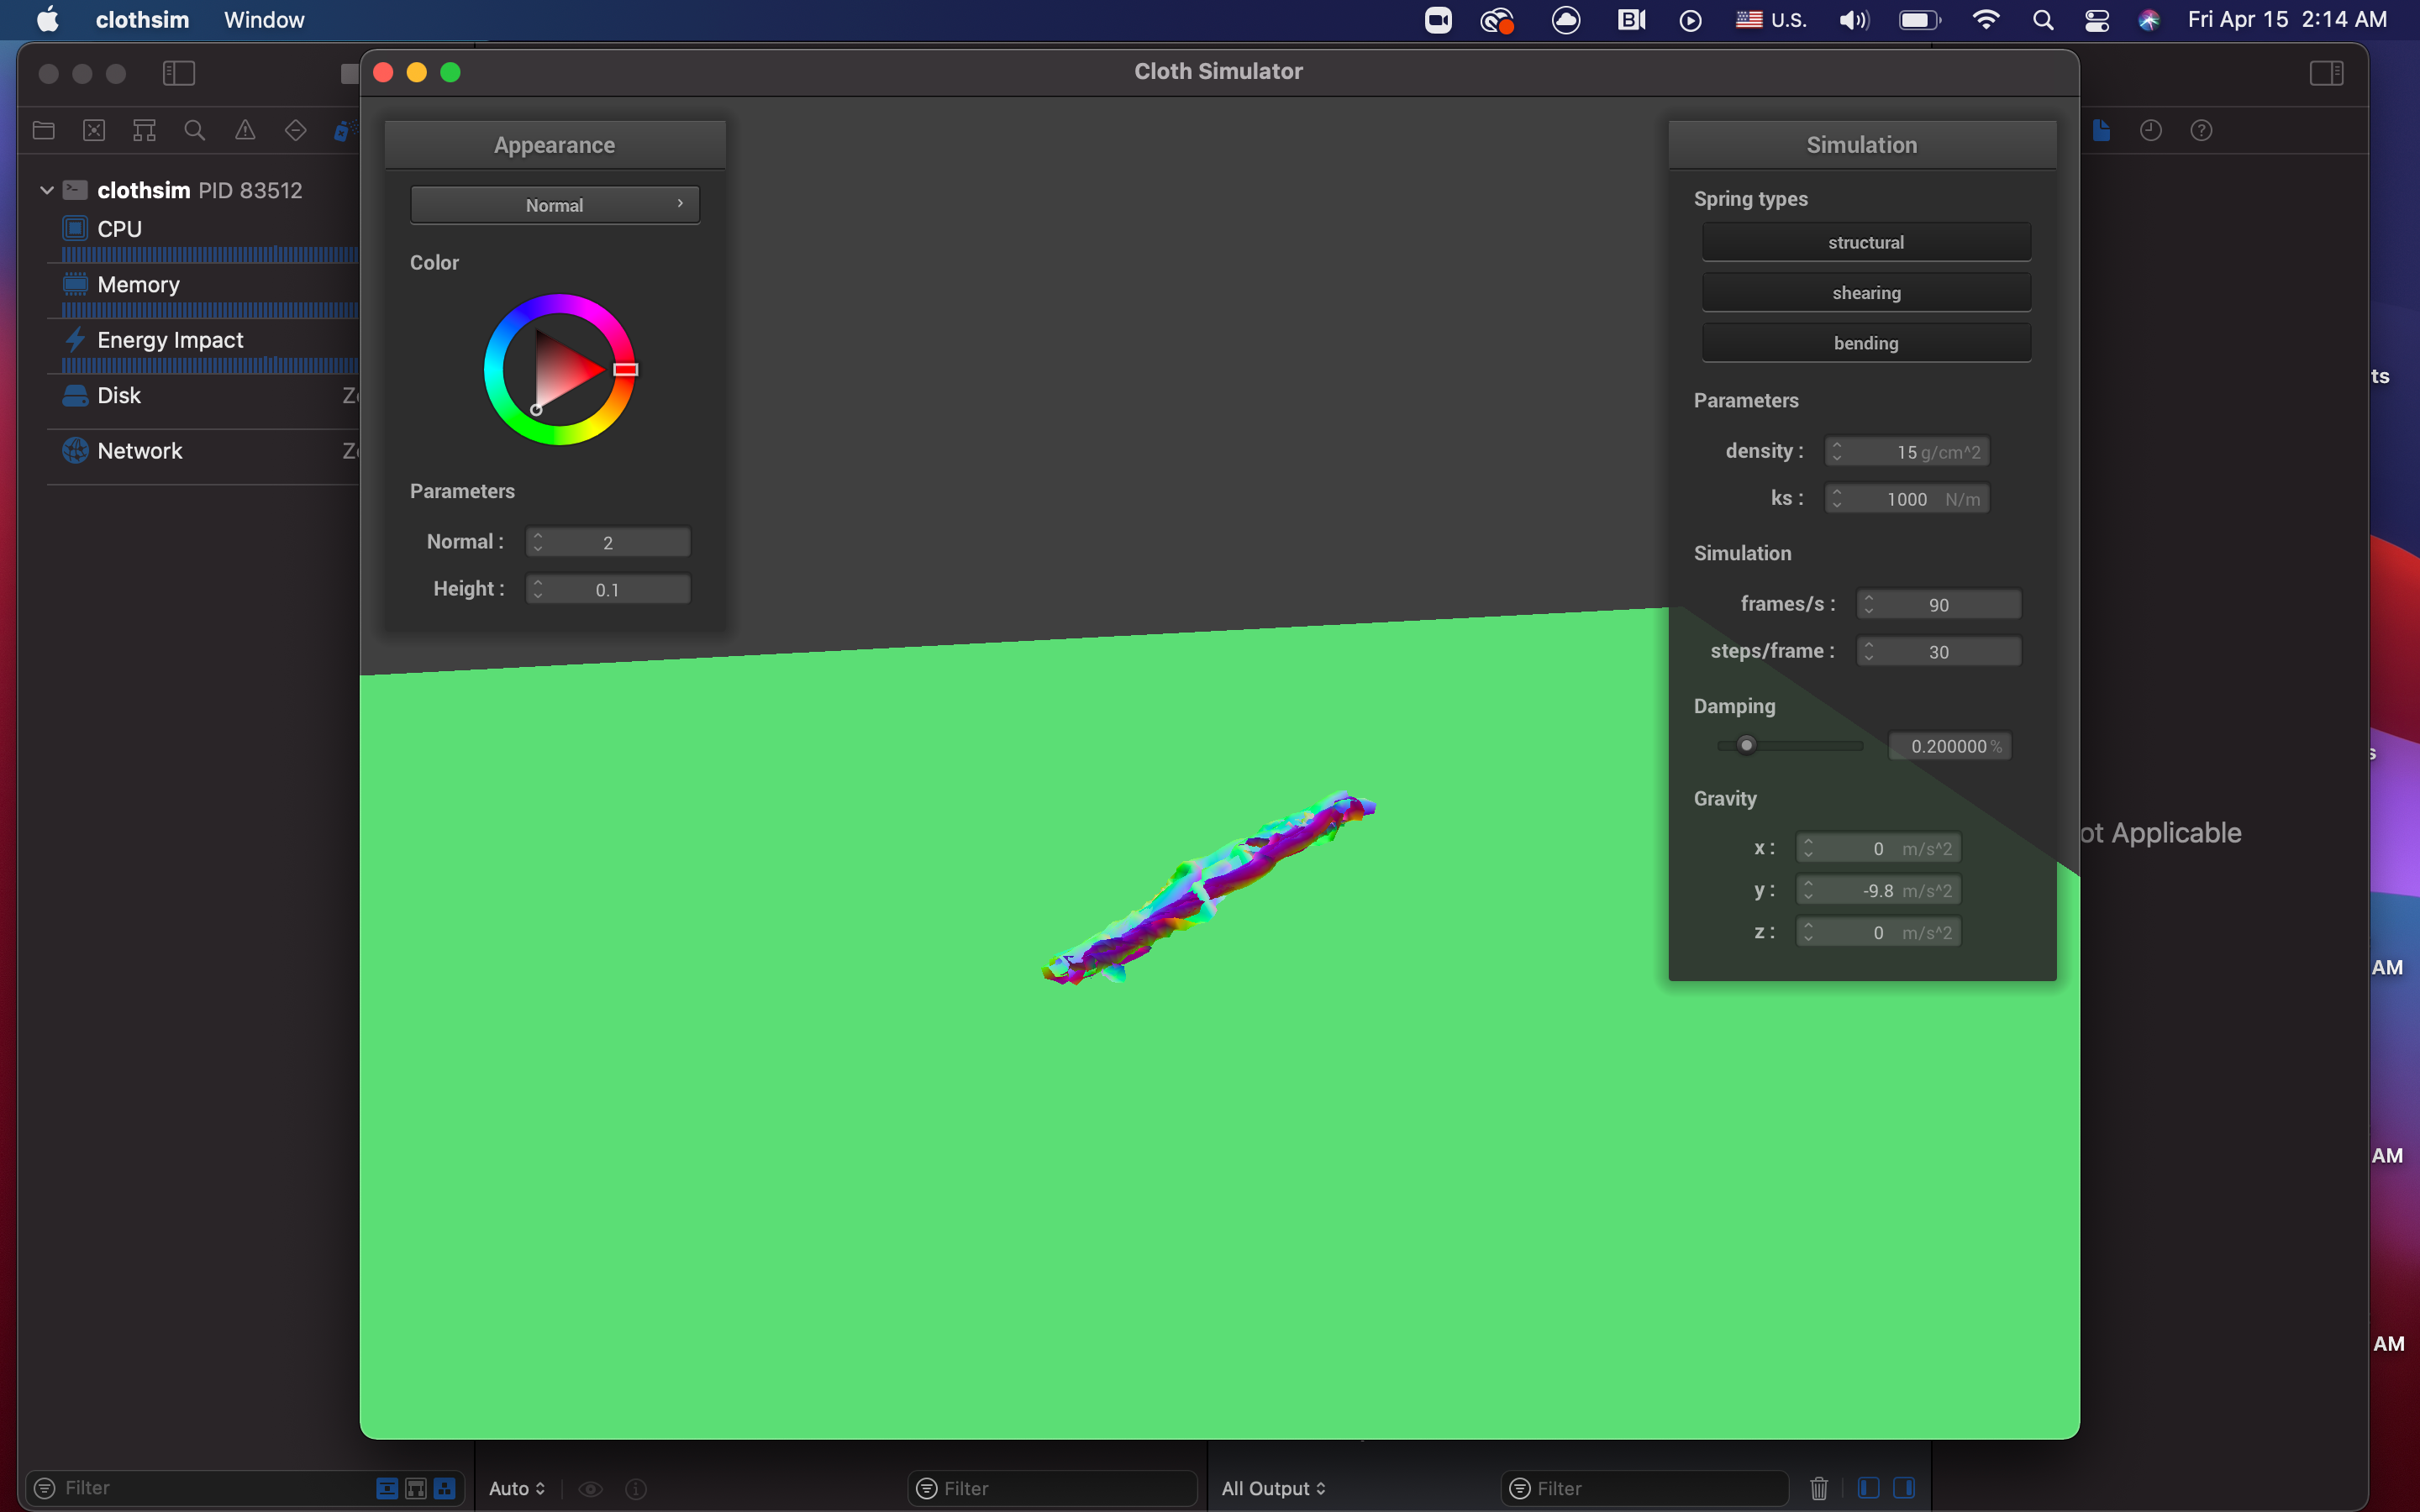 clothsim Window U.S. Fri Apr 15 2:14 AM
Cloth Simulator
clothsim PID 83512
CPU
Memory
Energy Impact
Disk
Network
Appearance
Normal
Color
Parameters
Normal : 2
Height : 0.1
Simulation
Spring types
structural
shearing
bending
Parameters
density : 15 g/cm^2
ks : 1000 N/m
Simulation
frames/s : 90
steps/frame : 30
Damping
0.200000 %
Gravity
x : 0 m/s^2
y : -9.8 m/s^2
z : 0 m/s^2
ot Applicable
ts
s
AM
AM
AM
Filter
Auto
Filter
All Output
Filter